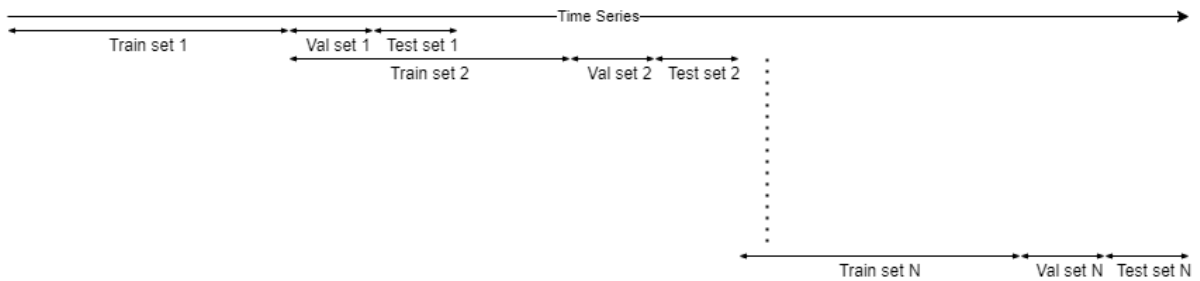 Time Series
Train set 1 Val set 1 Test set 1
Train set 2 Val set 2 Test set 2
Train set N Val set N Test set N